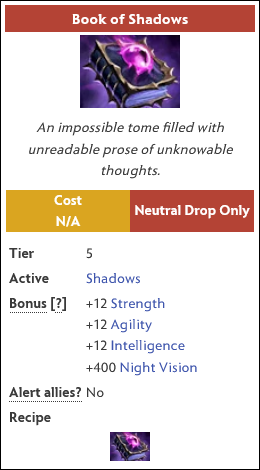 Book of Shadows
An impossible tome filled with
unreadable prose of unknowable
thoughts.
Cost
N/A
Neutral Drop Only
Tier 5
Active Shadows
Bonus [?] +12 Strength
+12 Agility
+12 Intelligence
+400 Night Vision
Alert allies? No
Recipe